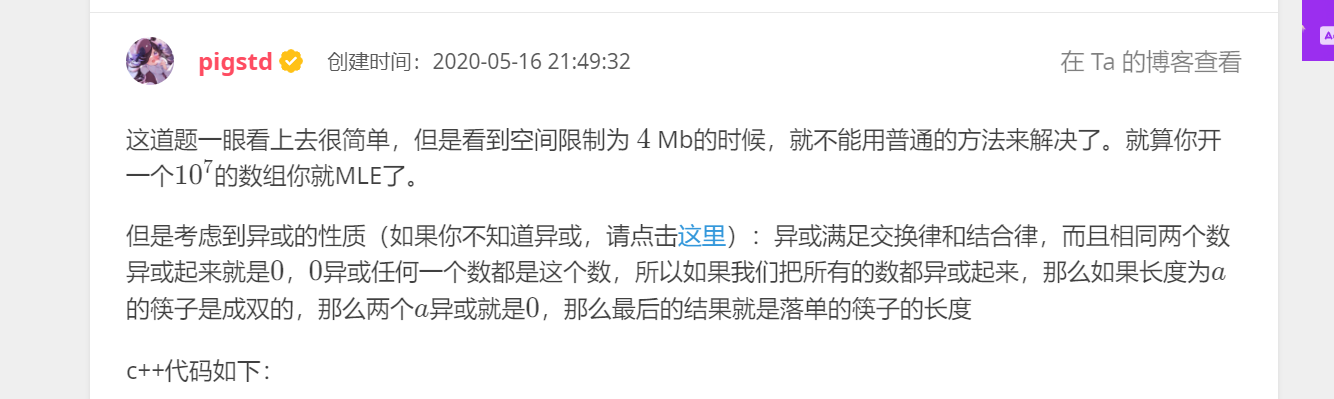 pigstd 创建时间：2020-05-16 21:49:32 在 Ta 的博客查看
这道题一眼看上去很简单，但是看到空间限制为 4 Mb的时候，就不能用普通的方法来解决了。就算你开
一个10^7的数组你就MLE了。
但是考虑到异或的性质（如果你不知道异或，请点击这里）：异或满足交换律和结合律，而且相同两个数
异或起来就是0，0异或任何一个数都是这个数，所以如果我们把所有的数都异或起来，那么如果长度为a
的筷子是成双的，那么两个a异或就是0，那么最后的结果就是落单的筷子的长度
c++代码如下：